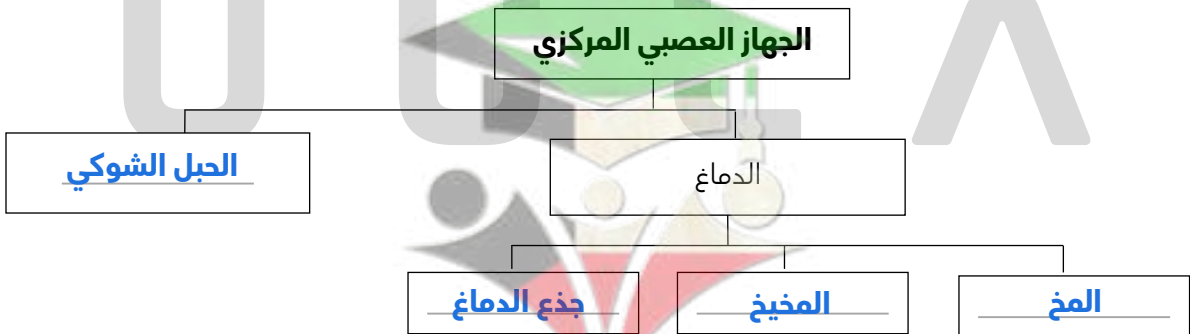 الجهاز العصبي المركزي
الدماغ
الحبل الشوكي
المخ
المخيخ
جذع الدماغ